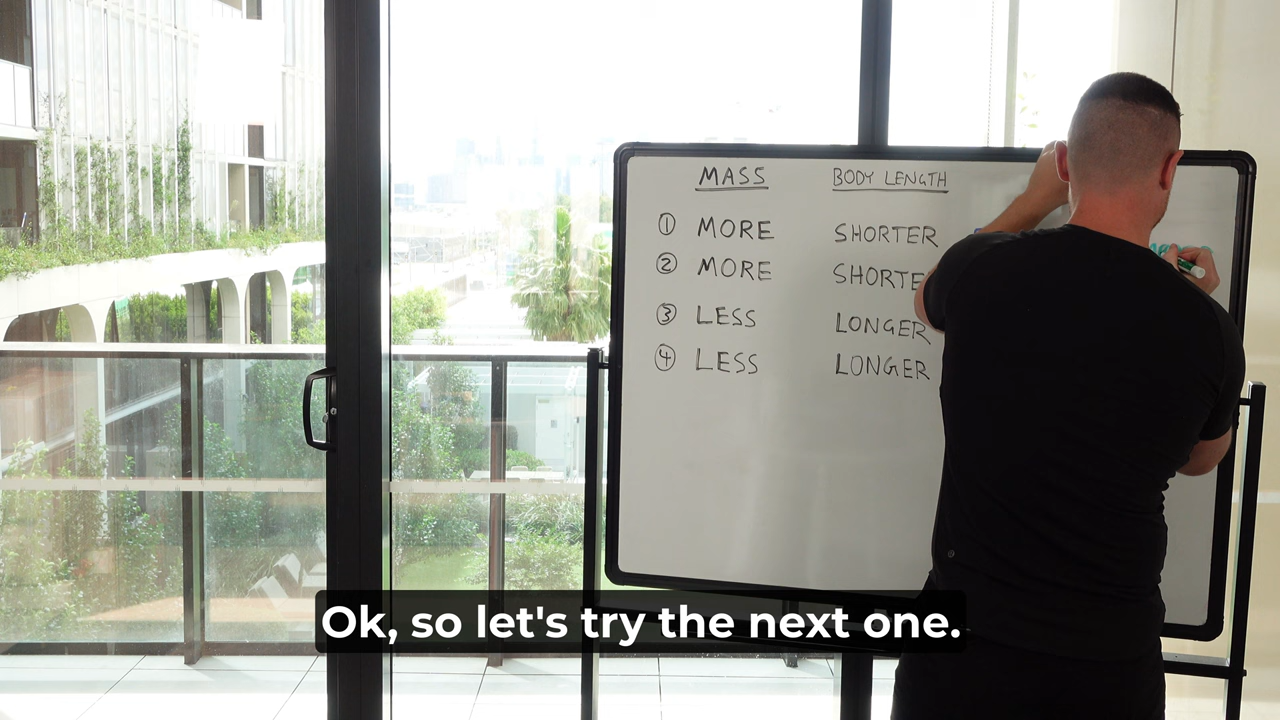 MASS BODY LENGTH
① MORE SHORTER
② MORE SHORTE
③ LESS LONGER
④ LESS LONGER
Ok, so let's try the next one.